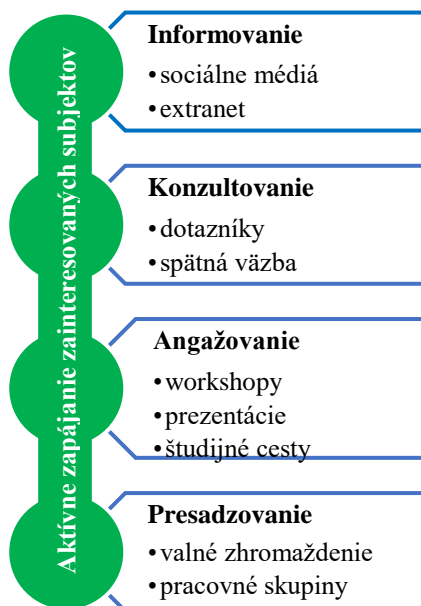 Aktívne zapájanie zainteresovaných subjektov
Informovanie
•sociálne médiá
•extranet
Konzultovanie
•dotazníky
•spätná väzba
Angažovanie
•workshopy
•prezentácie
•študijné cesty
Presadzovanie
•valné zhromaždenie
•pracovné skupiny